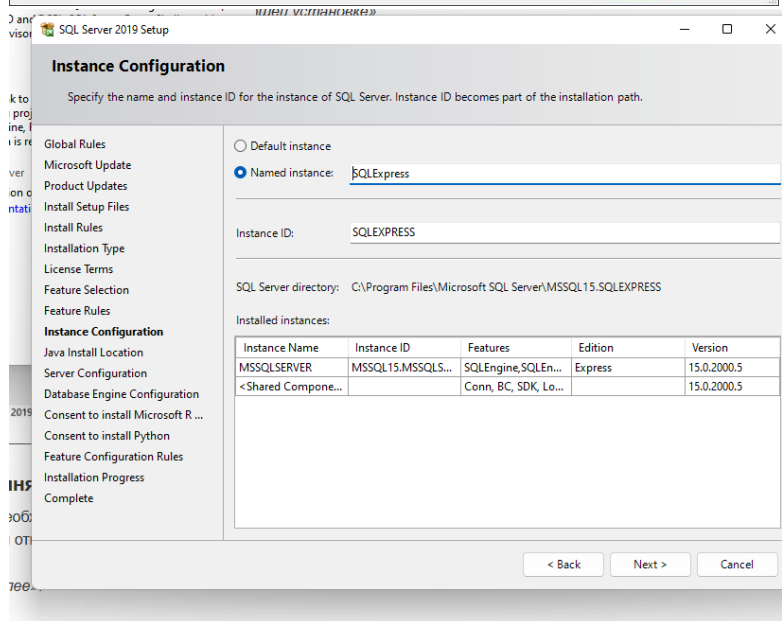 шей установке»
SQL Server 2019 Setup
Instance Configuration
Specify the name and instance ID for the instance of SQL Server. Instance ID becomes part of the installation path.
Global Rules
Microsoft Update
Product Updates
Install Setup Files
Install Rules
Installation Type
License Terms
Feature Selection
Feature Rules
Instance Configuration
Java Install Location
Server Configuration
Database Engine Configuration
Consent to install Microsoft R ...
Consent to install Python
Feature Configuration Rules
Installation Progress
Complete
Default instance
Named instance: SQLExpress
Instance ID: SQLEXPRESS
SQL Server directory: C:\Program Files\Microsoft SQL Server\MSSQL15.SQLEXPRESS
Installed instances:
Instance Name Instance ID Features Edition Version
MSSQLSERVER MSSQL15.MSSQLS... SQLEngine,SQLEn... Express 15.0.2000.5
<Shared Compone... Conn, BC, SDK, Lo... 15.0.2000.5
< Back Next > Cancel
k to
2019